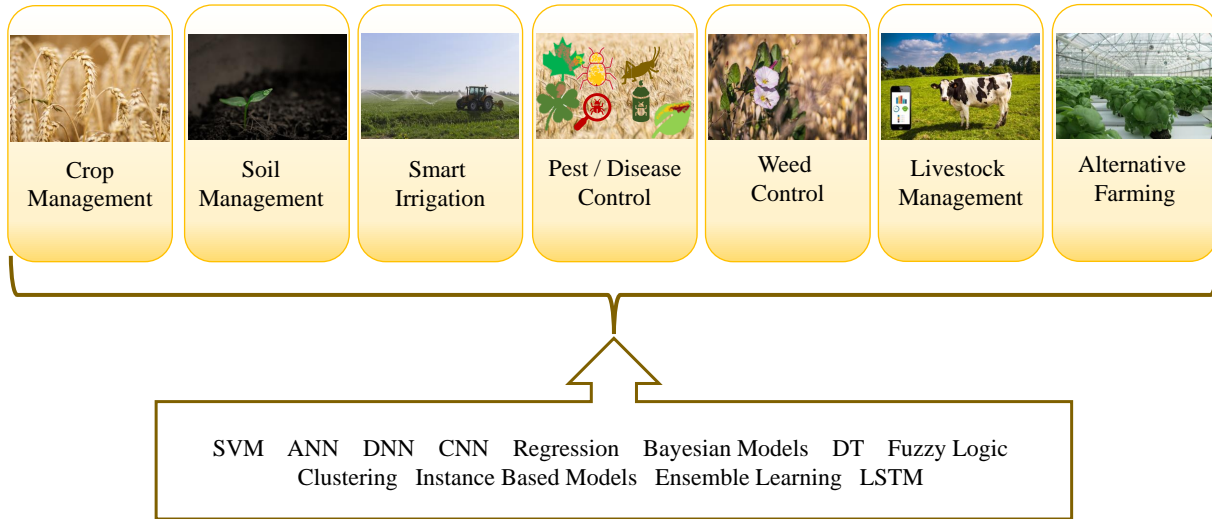 Crop
Management
Soil
Management
Smart
Irrigation
Pest / Disease
Control
Weed
Control
Livestock
Management
Alternative
Farming
SVM ANN DNN CNN Regression Bayesian Models DT Fuzzy Logic
Clustering Instance Based Models Ensemble Learning LSTM